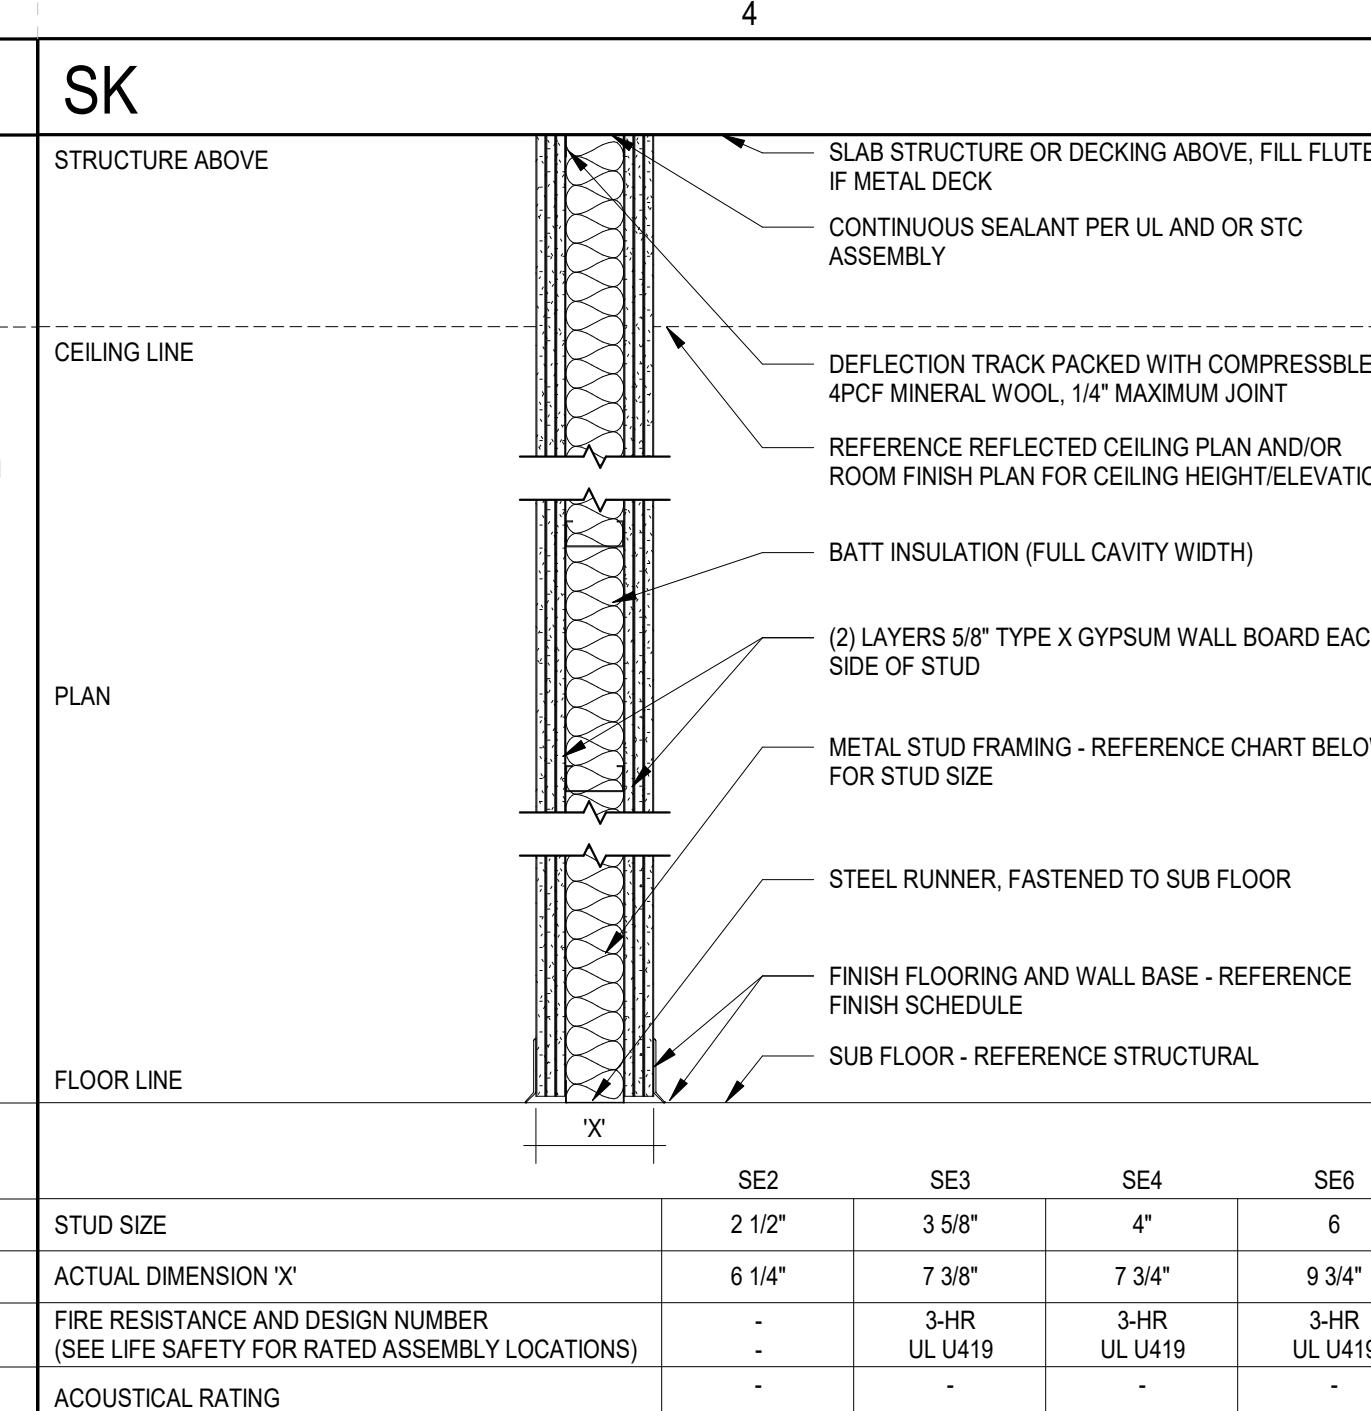 4
SK
STRUCTURE ABOVE
SLAB STRUCTURE OR DECKING ABOVE, FILL FLUTE
IF METAL DECK
CONTINUOUS SEALANT PER UL AND OR STC
ASSEMBLY
CEILING LINE
DEFLECTION TRACK PACKED WITH COMPRESSBLE
4PCF MINERAL WOOL, 1/4" MAXIMUM JOINT
REFERENCE REFLECTED CEILING PLAN AND/OR
ROOM FINISH PLAN FOR CEILING HEIGHT/ELEVATIO
BATT INSULATION (FULL CAVITY WIDTH)
(2) LAYERS 5/8" TYPE X GYPSUM WALL BOARD EAC
SIDE OF STUD
PLAN
METAL STUD FRAMING - REFERENCE CHART BELOW
FOR STUD SIZE
STEEL RUNNER, FASTENED TO SUB FLOOR
FINISH FLOORING AND WALL BASE - REFERENCE
FINISH SCHEDULE
SUB FLOOR - REFERENCE STRUCTURAL
FLOOR LINE
'X'
SE2 SE3 SE4 SE6
STUD SIZE 2 1/2" 3 5/8" 4" 6
ACTUAL DIMENSION 'X' 6 1/4" 7 3/8" 7 3/4" 9 3/4"
FIRE RESISTANCE AND DESIGN NUMBER - 3-HR 3-HR 3-HR
(SEE LIFE SAFETY FOR RATED ASSEMBLY LOCATIONS) - UL U419 UL U419 UL U419
ACOUSTICAL RATING - - - -